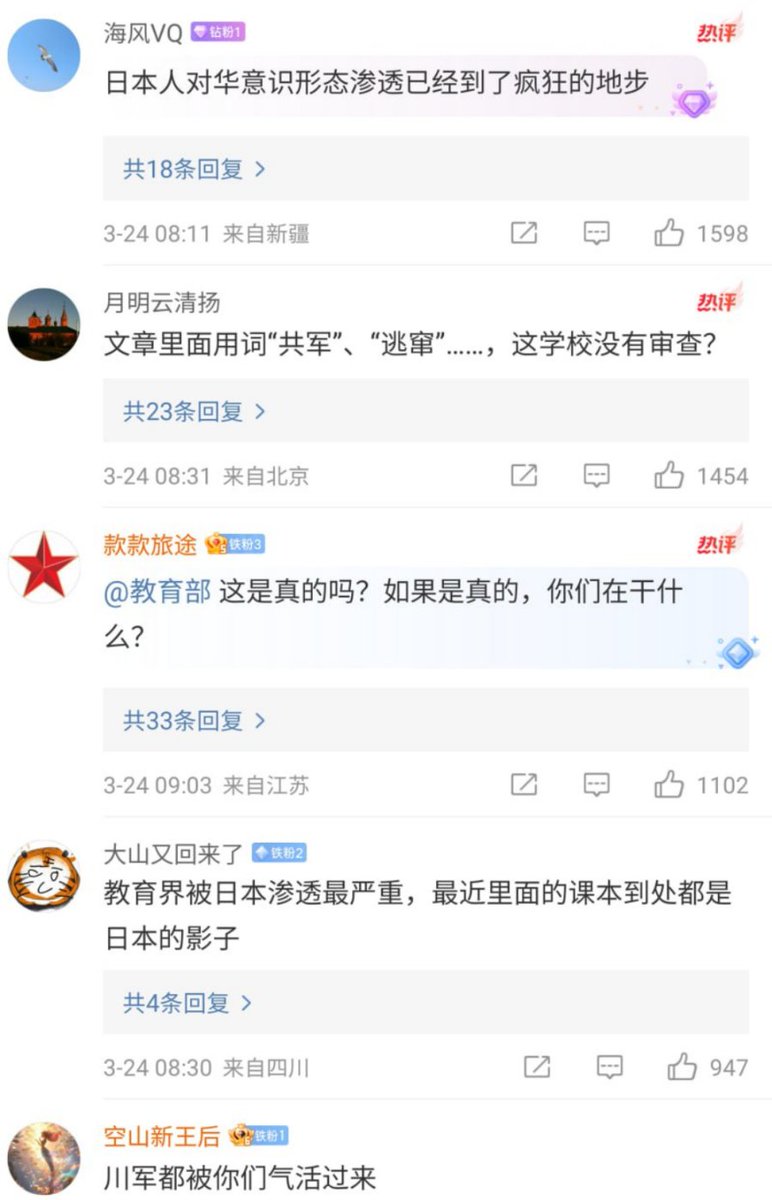 海风VQ 钻粉1 热评
日本人对华意识形态渗透已经到了疯狂的地步
共18条回复 >
3-24 08:11 来自新疆 1598
月明云清扬 热评
文章里面用词“共军”、“逃窜”……，这学校没有审查？
共23条回复 >
3-24 08:31 来自北京 1454
款款旅途 铁粉3 热评
@教育部 这是真的吗？如果是真的，你们在干什
么？
共33条回复 >
3-24 09:03 来自江苏 1102
大山又回来了 铁粉2
教育界被日本渗透最严重，最近里面的课本到处都是
日本的影子
共4条回复 >
3-24 08:30 来自四川 947
空山新王后 铁粉1
川军都被你们气活过来